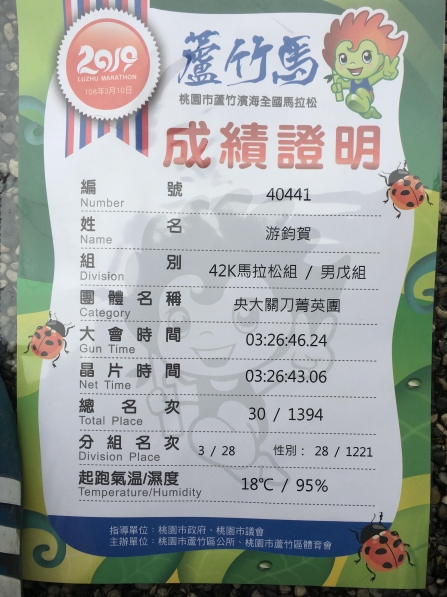 2019
LUZHU MARATHON
108年3月10日
蘆竹馬
桃園市蘆竹濱海全國馬拉松
成績證明
編號 40441
Number
姓名 游鈞賀
Name
組別 42K馬拉松組 / 男戊組
Division
團體名稱 央大關刀菁英團
Category
大會時間 03:26:46.24
Gun Time
晶片時間 03:26:43.06
Net Time
總名次 30 / 1394
Total Place
分組名次 3 / 28 性別： 28 / 1221
Division Place
起跑氣溫/濕度 18℃ / 95%
Temperature/Humidity
指導單位：桃園市政府、桃園市議會
主辦單位：桃園市蘆竹區公所、桃園市蘆竹區體育會